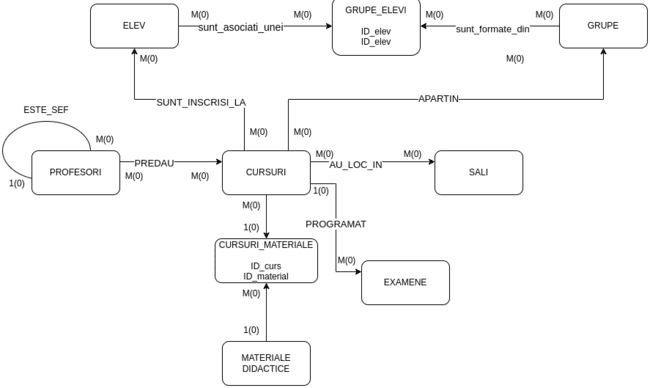 ELEV
M(0)
sunt_asociati_unei
M(0)
GRUPE_ELEVI
ID_elev
ID_elev
M(0)
sunt_formate_din
M(0)
GRUPE
M(0)
M(0)
SUNT_INSCRISI_LA
APARTIN
ESTE_SEF
M(0)
M(0)
M(0)
PROFESORI
1(0)
PREDAU
M(0)
M(0)
CURSURI
M(0)
AU_LOC_IN
M(0)
SALI
1(0)
M(0)
PROGRAMAT
1(0)
CURSURI_MATERIALE
ID_curs
ID_material
M(0)
EXAMENE
M(0)
1(0)
MATERIALE
DIDACTICE